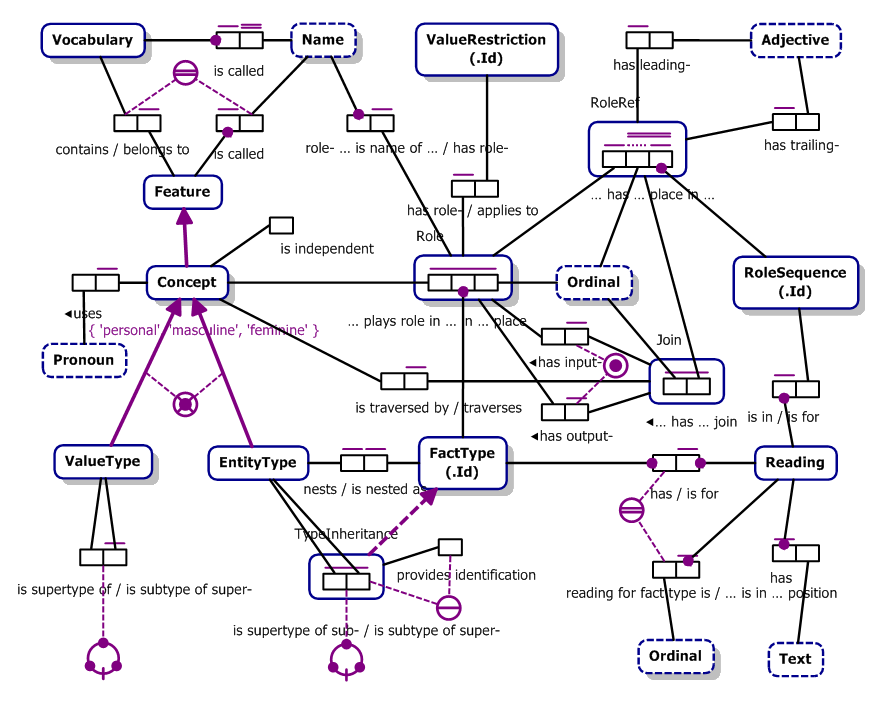 Vocabulary
Name
ValueRestriction
(.Id)
Adjective
is called
has leading-
RoleRef
contains / belongs to
is called
role- ... is name of ... / has role-
has trailing-
Feature
... has ... place in ...
has role- / applies to
Role
is independent
Concept
Ordinal
RoleSequence
(.Id)
◄uses
{ 'personal', 'masculine', 'feminine' }
... plays role in ... in ... place
Pronoun
Join
◄has input-
is traversed by / traverses
is in / is for
◄... has ... join
◄has output-
ValueType
EntityType
FactType
(.Id)
Reading
nests / is nested as
has / is for
TypeInheritance
provides identification
has
is supertype of / is subtype of super-
reading for fact type is / ... is in ... position
is supertype of sub- / is subtype of super-
Ordinal
Text